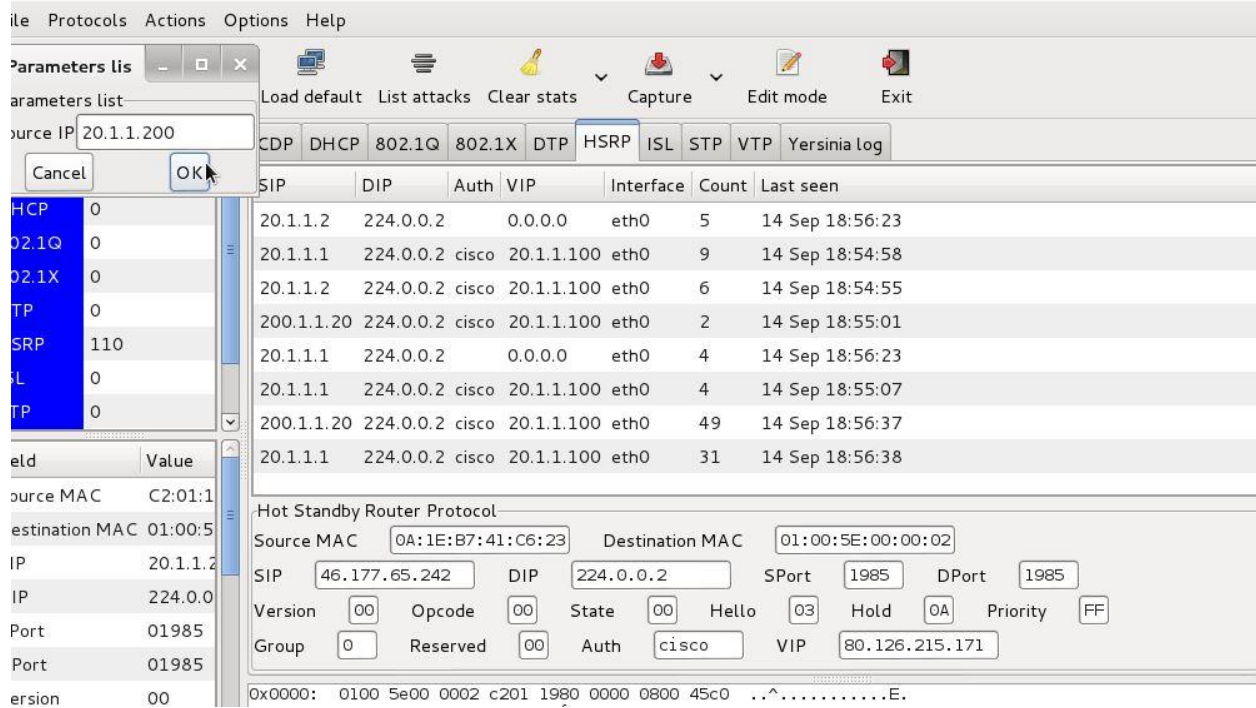 ile Protocols Actions Options Help
Parameters lis
Load default List attacks Clear stats Capture Edit mode Exit
arameters list
ource IP 20.1.1.200
Cancel OK
CDP DHCP 802.1Q 802.1X DTP HSRP ISL STP VTP Yersinia log
SIP DIP Auth VIP Interface Count Last seen
20.1.1.2 224.0.0.2 0.0.0.0 eth0 5 14 Sep 18:56:23
20.1.1.1 224.0.0.2 cisco 20.1.1.100 eth0 9 14 Sep 18:54:58
20.1.1.2 224.0.0.2 cisco 20.1.1.100 eth0 6 14 Sep 18:54:55
200.1.1.20 224.0.0.2 cisco 20.1.1.100 eth0 2 14 Sep 18:55:01
20.1.1.1 224.0.0.2 0.0.0.0 eth0 4 14 Sep 18:56:23
20.1.1.1 224.0.0.2 cisco 20.1.1.100 eth0 4 14 Sep 18:55:07
200.1.1.20 224.0.0.2 cisco 20.1.1.100 eth0 49 14 Sep 18:56:37
20.1.1.1 224.0.0.2 cisco 20.1.1.100 eth0 31 14 Sep 18:56:38
HCP 0
02.1Q 0
02.1X 0
TP 0
SRP 110
SL 0
TP 0
eld Value
ource MAC C2:01:1
estination MAC 01:00:5
IP 20.1.1.2
IP 224.0.0
Port 01985
Port 01985
ersion 00
Hot Standby Router Protocol
Source MAC 0A:1E:B7:41:C6:23 Destination MAC 01:00:5E:00:00:02
SIP 46.177.65.242 DIP 224.0.0.2 SPort 1985 DPort 1985
Version 00 Opcode 00 State 00 Hello 03 Hold 0A Priority FF
Group 0 Reserved 00 Auth cisco VIP 80.126.215.171
0x0000: 0100 5e00 0002 c201 1980 0000 0800 45c0 ..^...........E.